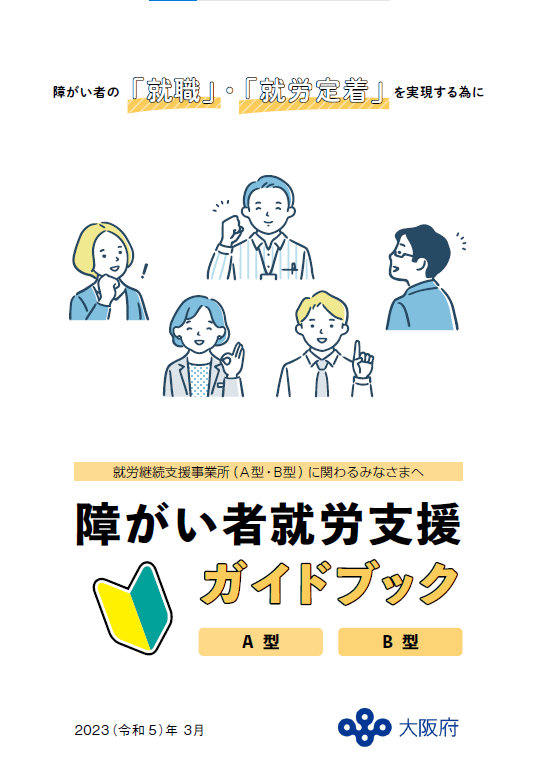 障がい者の「就職」・「就労定着」を実現する為に
就労継続支援事業所(A型・B型)に関わるみなさまへ
障がい者就労支援
ガイドブック
A 型 B 型
2023(令和5)年 3月 大阪府